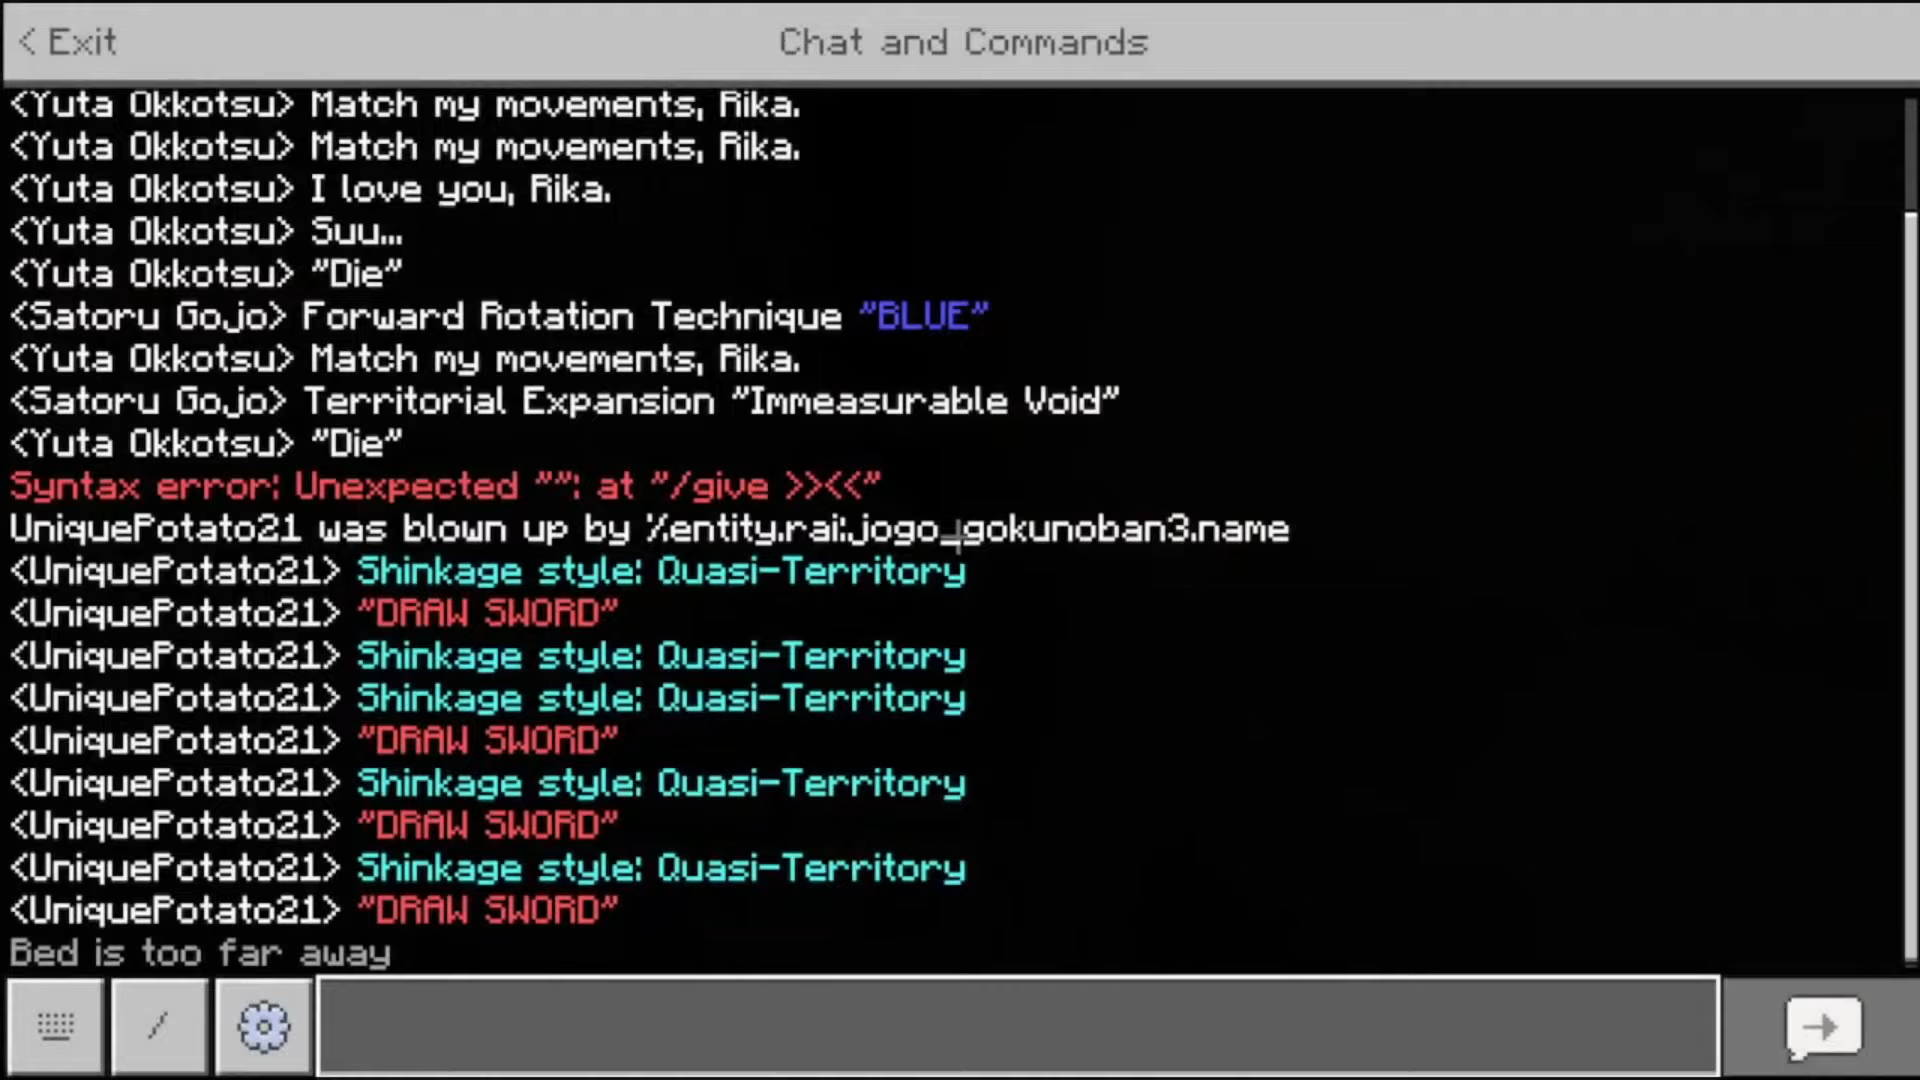 < Exit
Chat and Commands
<Yuta Okkotsu> Match my movements, Rika.
<Yuta Okkotsu> Match my movements, Rika.
<Yuta Okkotsu> I love you, Rika.
<Yuta Okkotsu> Suu...
<Yuta Okkotsu> "Die"
<Satoru Gojo> Forward Rotation Technique "BLUE"
<Yuta Okkotsu> Match my movements, Rika.
<Satoru Gojo> Territorial Expansion "Immeasurable Void"
<Yuta Okkotsu> "Die"
Syntax error: Unexpected "": at "/give >><<"
UniquePotato21 was blown up by %entity.rai:jogo_gokunoban3.name
<UniquePotato21> Shinkage style: Quasi-Territory
<UniquePotato21> "DRAW SWORD"
<UniquePotato21> Shinkage style: Quasi-Territory
<UniquePotato21> Shinkage style: Quasi-Territory
<UniquePotato21> "DRAW SWORD"
<UniquePotato21> Shinkage style: Quasi-Territory
<UniquePotato21> "DRAW SWORD"
<UniquePotato21> Shinkage style: Quasi-Territory
<UniquePotato21> "DRAW SWORD"
Bed is too far away
/